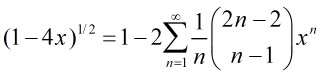 $(1-4x)^{1/2} = 1 - 2\sum_{n=1}^{\infty} \frac{1}{n} \binom{2n-2}{n-1} x^n$